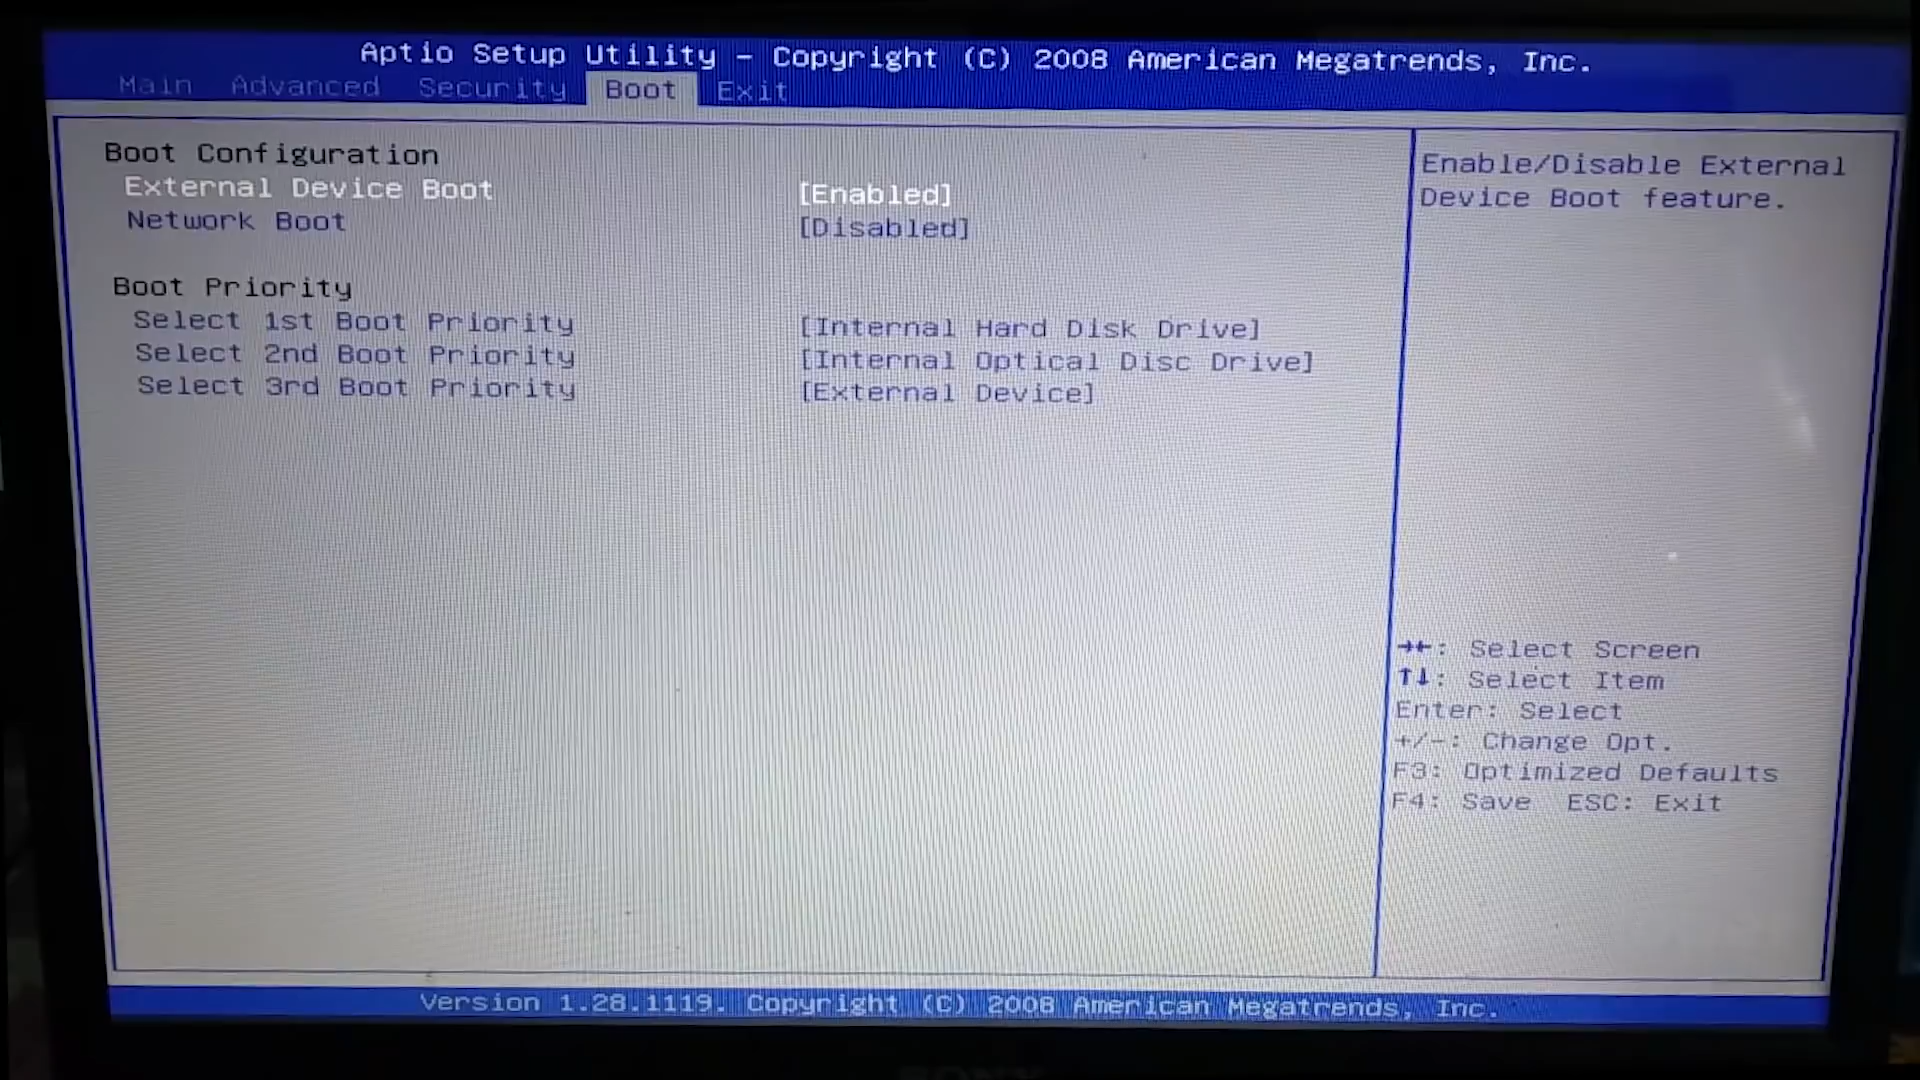 Aptio Setup Utility – Copyright (C) 2008 American Megatrends, Inc.
Main Advanced Security Boot Exit
Boot Configuration
External Device Boot [Enabled]
Network Boot [Disabled]
Boot Priority
Select 1st Boot Priority [Internal Hard Disk Drive]
Select 2nd Boot Priority [Internal Optical Disc Drive]
Select 3rd Boot Priority [External Device]
Enable/Disable External
Device Boot feature.
→←: Select Screen
↑↓: Select Item
Enter: Select
+/-: Change Opt.
F3: Optimized Defaults
F4: Save ESC: Exit
Version 1.28.1119. Copyright (C) 2008 American Megatrends, Inc.